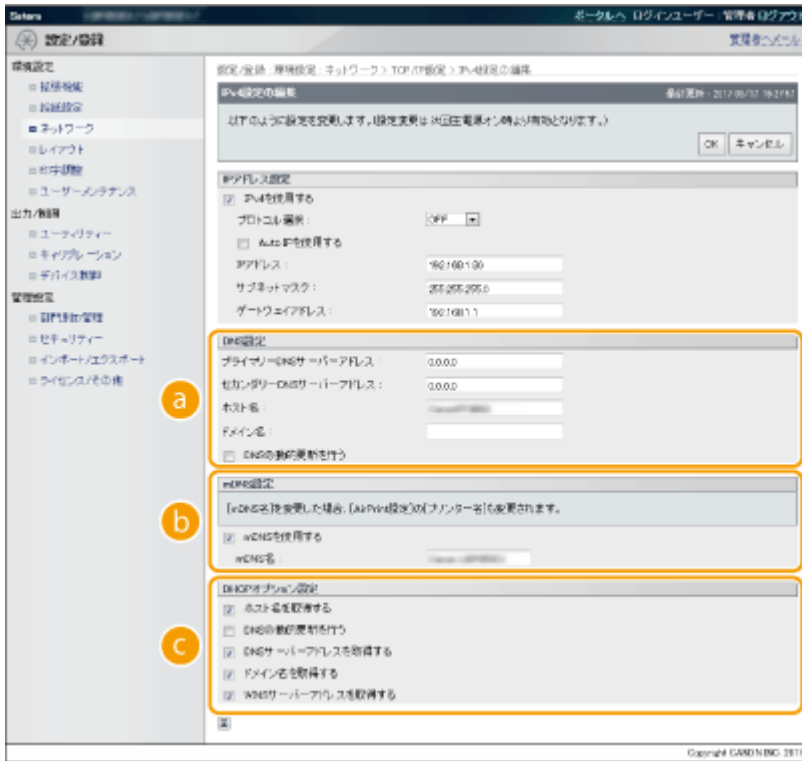 Satera
ポータルへ ログインユーザー: 管理者 ログアウト
設定/登録
管理者へメール
環境設定
拡張機能
給紙設定
ネットワーク
レイアウト
印字調整
ユーザーメンテナンス
出力/制御
ユーティリティー
キャリブレーション
デバイス制御
管理設定
部門別ID管理
セキュリティー
インポート/エクスポート
ライセンス/その他
設定/登録 : 環境設定 : ネットワーク > TCP/IP設定 > IPv4設定の編集
IPv4設定の編集
最終更新 :
以下のように設定を変更します。(設定変更は次回主電源オン時より有効となります。)
OK キャンセル
IPアドレス設定
IPv4を使用する
プロトコル選択 : OFF
Auto IPを使用する
IPアドレス :
サブネットマスク : 255.255.255.0
ゲートウェイアドレス : 192.168.1.1
a
DNS設定
プライマリーDNSサーバーアドレス : 0.0.0.0
セカンダリーDNSサーバーアドレス : 0.0.0.0
ホスト名 :
ドメイン名 :
DNSの動的更新を行う
b
mDNS設定
[mDNS名]を変更した場合、[AirPrint設定]の[プリンター名]も変更されます。
mDNSを使用する
mDNS名 :
c
DHCPオプション設定
ホスト名を取得する
DNSの動的更新を行う
DNSサーバーアドレスを取得する
ドメイン名を取得する
WINSサーバーアドレスを取得する
Copyright CANON INC.